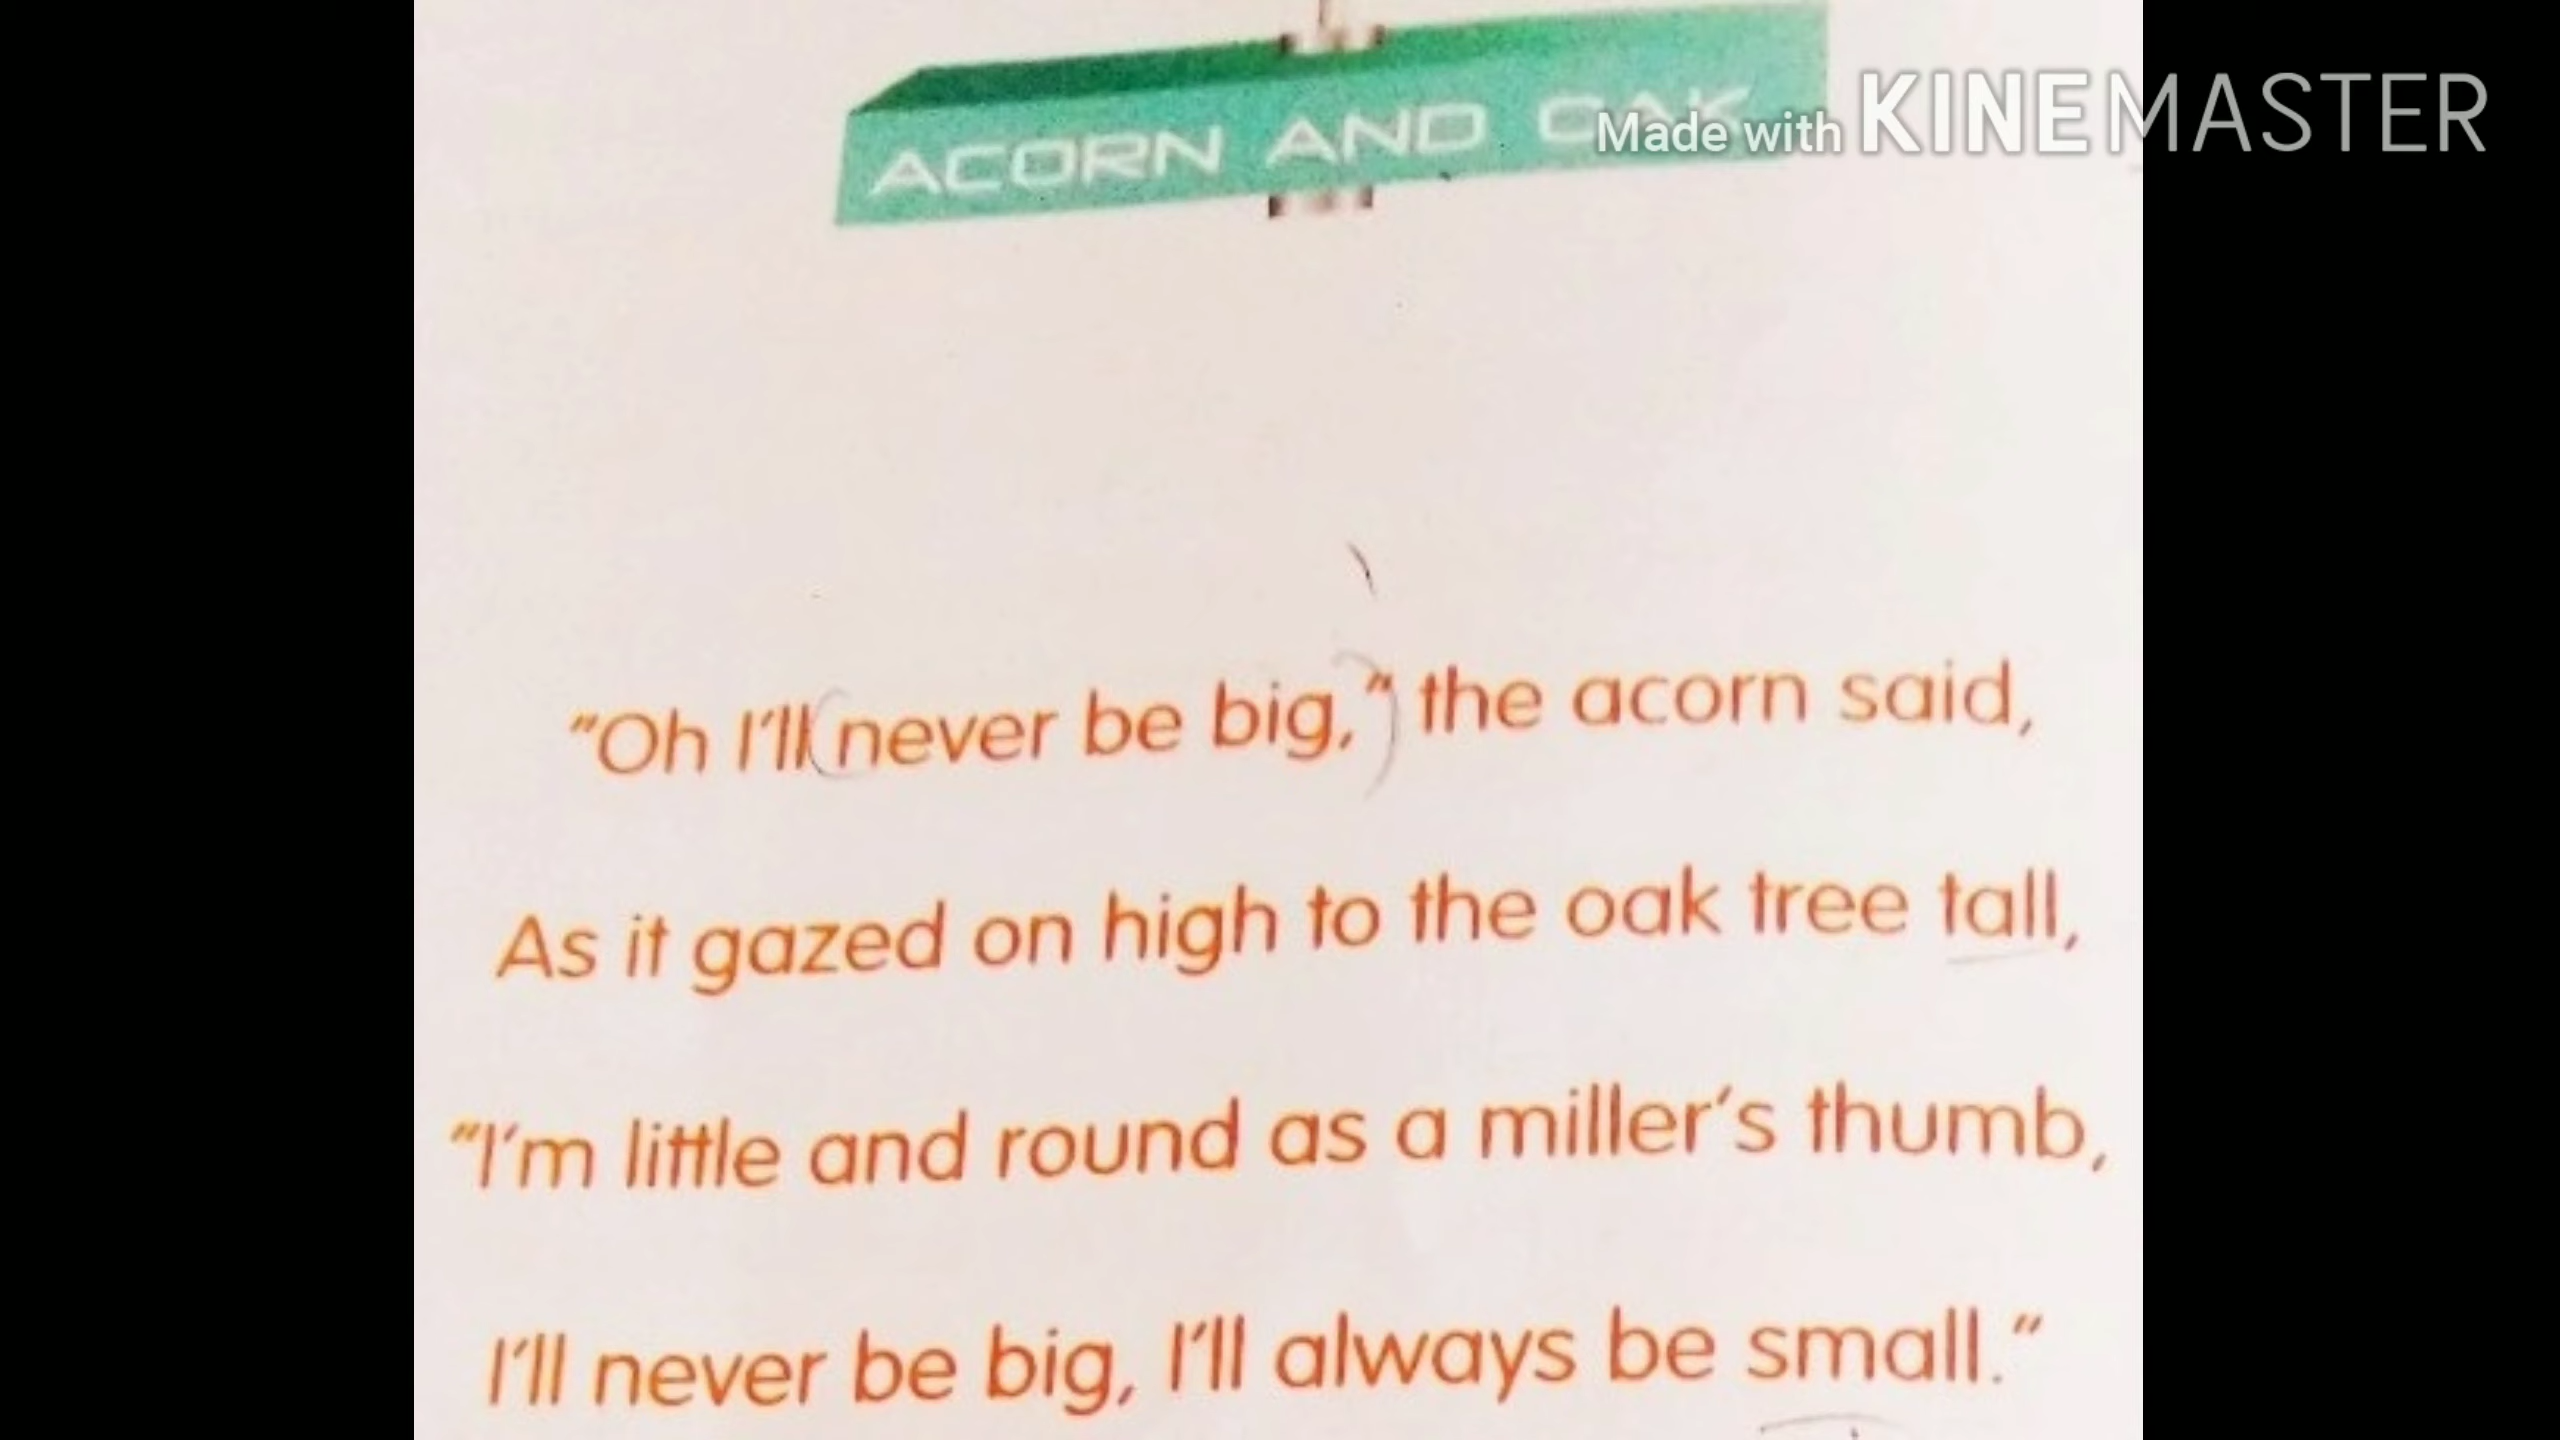 ACORN AND OAK
Made with KINEMASTER
"Oh I'll never be big," the acorn said,
As it gazed on high to the oak tree tall,
"I'm little and round as a miller's thumb,
I'll never be big, I'll always be small."